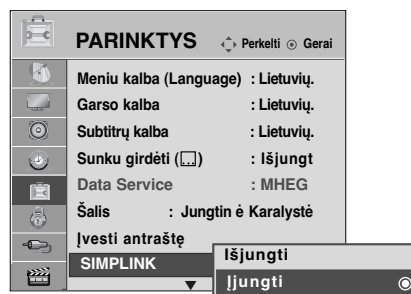 PARINKTYS Perkelti Gerai
Meniu kalba (Language) : Lietuvių.
Garso kalba : Lietuvių.
Subtitrų kalba : Lietuvių.
Sunku girdėti (...) : Išjungt
Data Service : MHEG
Šalis : Jungtin ė Karalystė
Įvesti antraštę
SIMPLINK
Išjungti
Įjungti